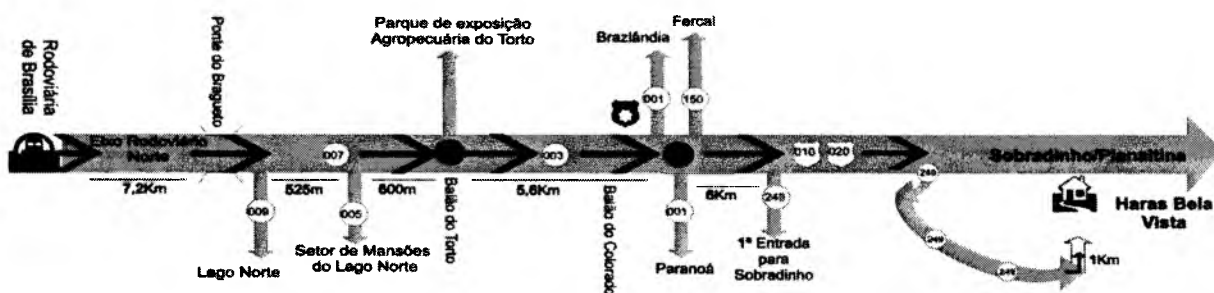 Rodoviária
de Brasília
Eixo Rodoviário
Norte
7,2Km
Ponte do Bragueto
009
Lago Norte
525m
007
005
Setor de Mansões
do Lago Norte
600m
Parque de exposição
Agropecuária do Torto
Balão do Torto
003
5,6Km
Balão do Colorado
Brazlândia
001
Fercal
150
001
Paranoá
6Km
010
020
245
1ª Entrada
para
Sobradinho
Sobradinho/Planaltina
249
249
249
1Km
Haras Bela
Vista